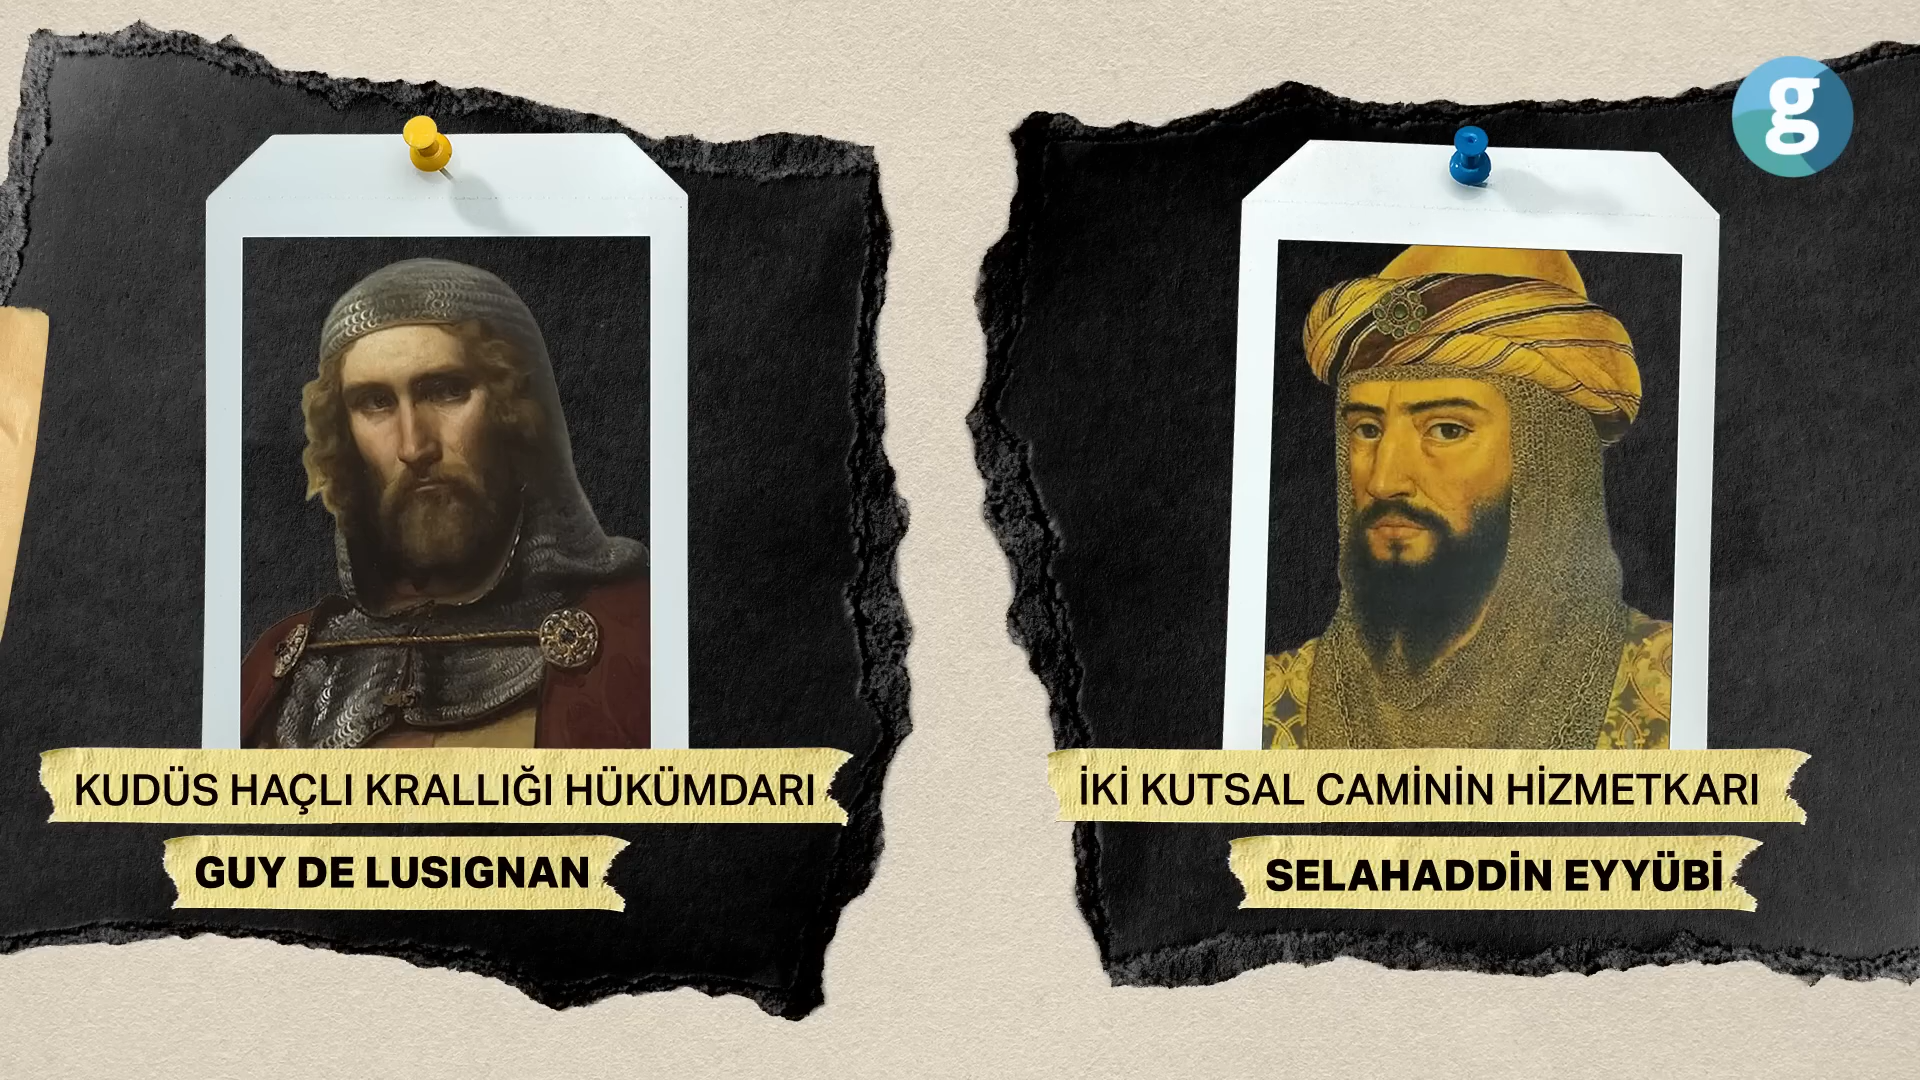 g
KUDÜS HAÇLI KRALLIĞI HÜKÜMDARI
GUY DE LUSIGNAN
İKİ KUTSAL CAMİNİN HİZMETKARI
SELAHADDİN EYYÜBİ